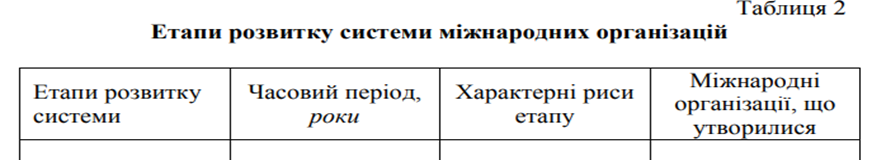 Таблиця 2
Етапи розвитку системи міжнародних організацій
Етапи розвитку
системи
Часовий період,
роки
Характерні риси
етапу
Міжнародні
організації, що
утворилися